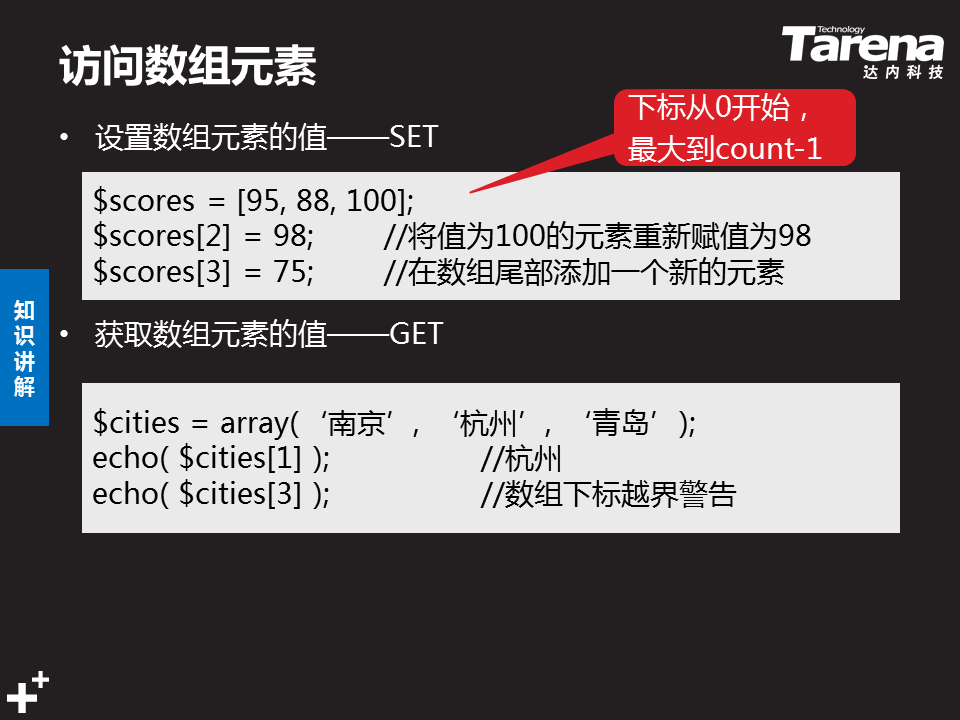 访问数组元素
Technology
Tarena
达内科技
下标从0开始，
最大到count-1
• 设置数组元素的值——SET
$scores = [95, 88, 100];
$scores[2] = 98; //将值为100的元素重新赋值为98
$scores[3] = 75; //在数组尾部添加一个新的元素
知识讲解
• 获取数组元素的值——GET
$cities = array(‘南京’,‘杭州’,‘青岛’);
echo( $cities[1] ); //杭州
echo( $cities[3] ); //数组下标越界警告